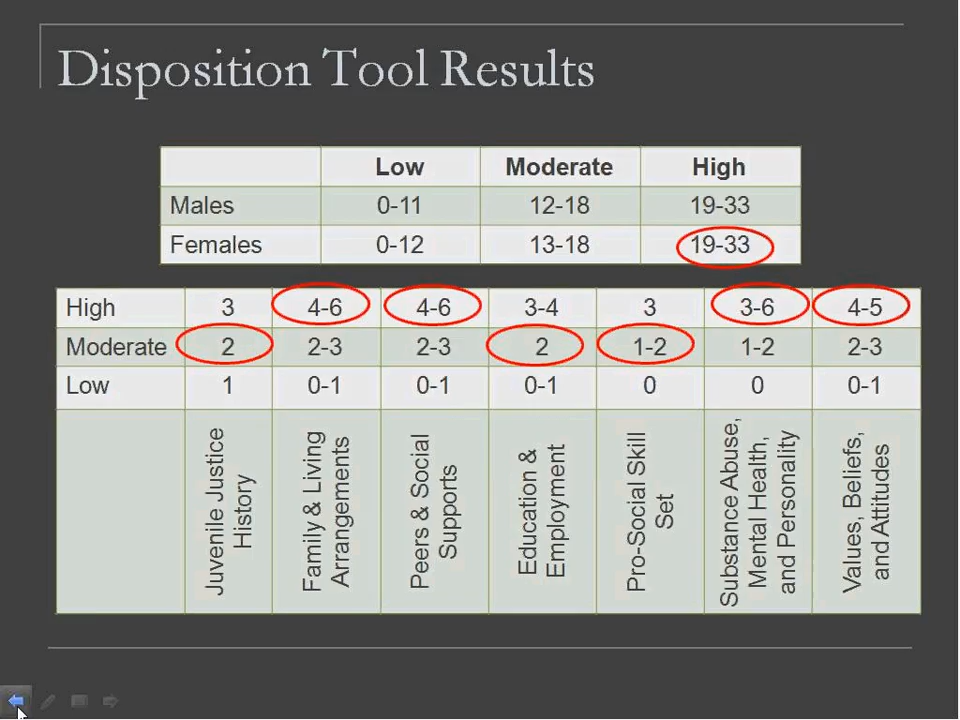 Disposition Tool Results
Low Moderate High
Males 0-11 12-18 19-33
Females 0-12 13-18 19-33
High 3 4-6 4-6 3-4 3 3-6 4-5
Moderate 2 2-3 2-3 2 1-2 1-2 2-3
Low 1 0-1 0-1 0-1 0 0 0-1
Juvenile Justice
History
Family & Living
Arrangements
Peers & Social
Supports
Education &
Employment
Pro-Social Skill
Set
Substance Abuse,
Mental Health,
and Personality
Values, Beliefs,
and Attitudes